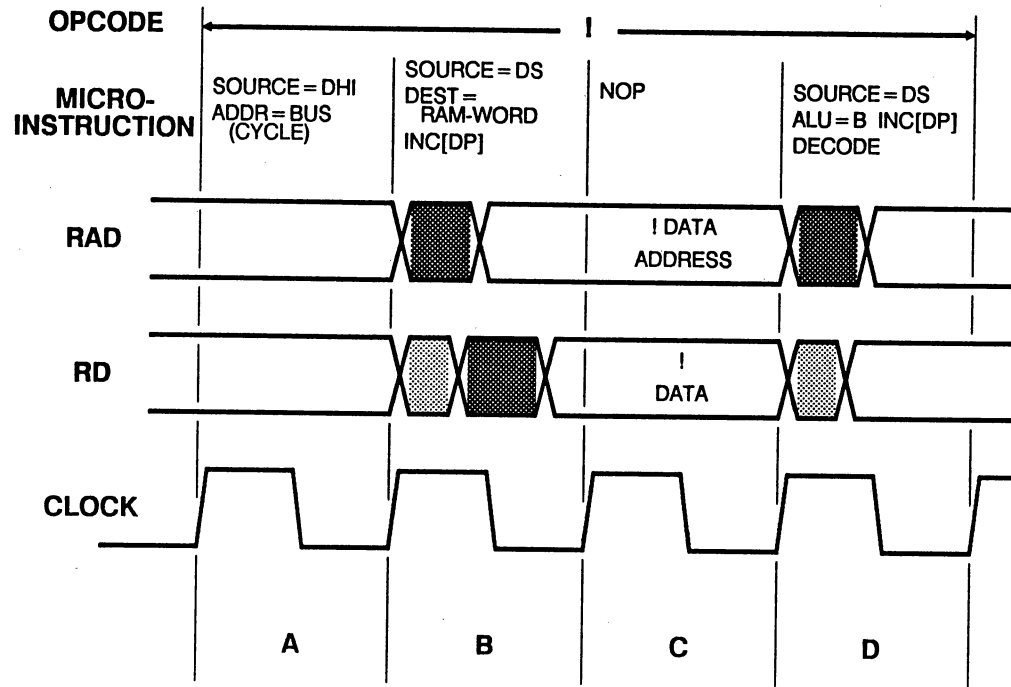 OPCODE !
MICRO-
INSTRUCTION
SOURCE=DHI
ADDR=BUS
(CYCLE)
SOURCE=DS
DEST=
RAM-WORD
INC[DP]
NOP
SOURCE=DS
ALU=B INC[DP]
DECODE
RAD
! DATA
ADDRESS
RD
!
DATA
CLOCK
A B C D